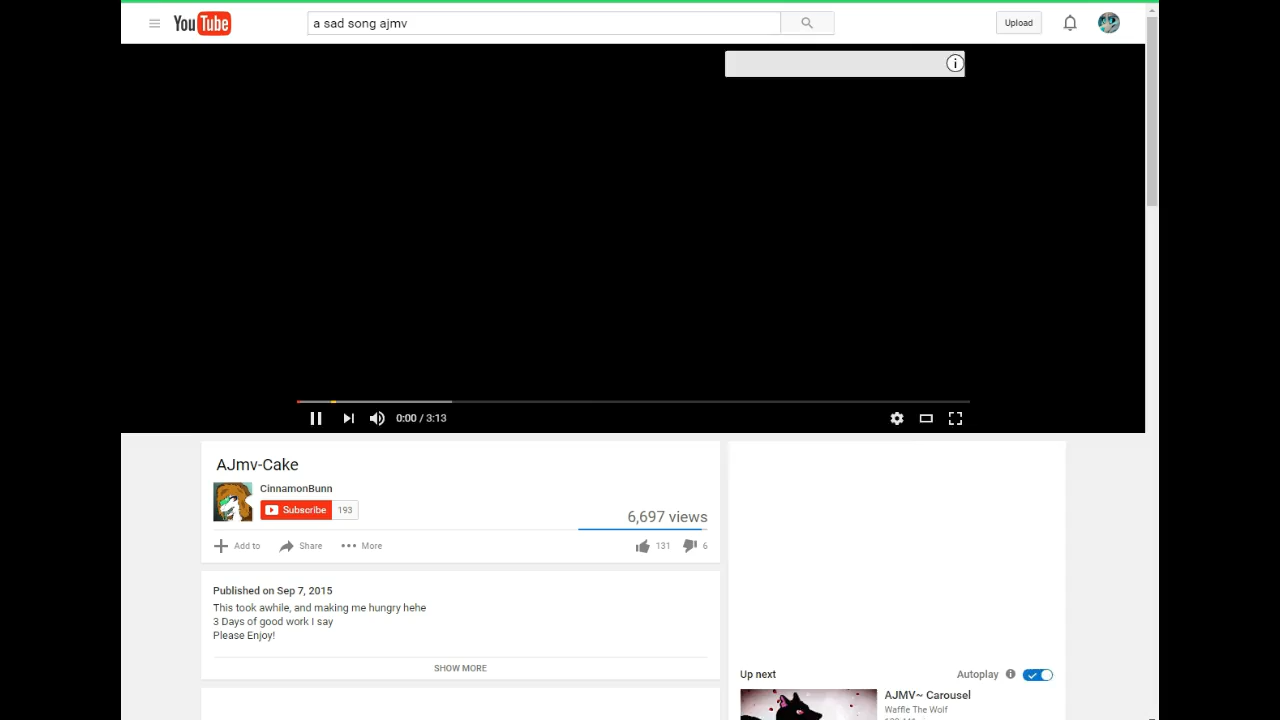 YouTube
a sad song ajmv
Upload
0:00 / 3:13
AJmv-Cake
CinnamonBunn
Subscribe 193
6,697 views
Add to Share More 131 6
Published on Sep 7, 2015
This took awhile, and making me hungry hehe
3 Days of good work I say
Please Enjoy!
SHOW MORE
Up next Autoplay
AJMV~ Carousel
Waffle The Wolf